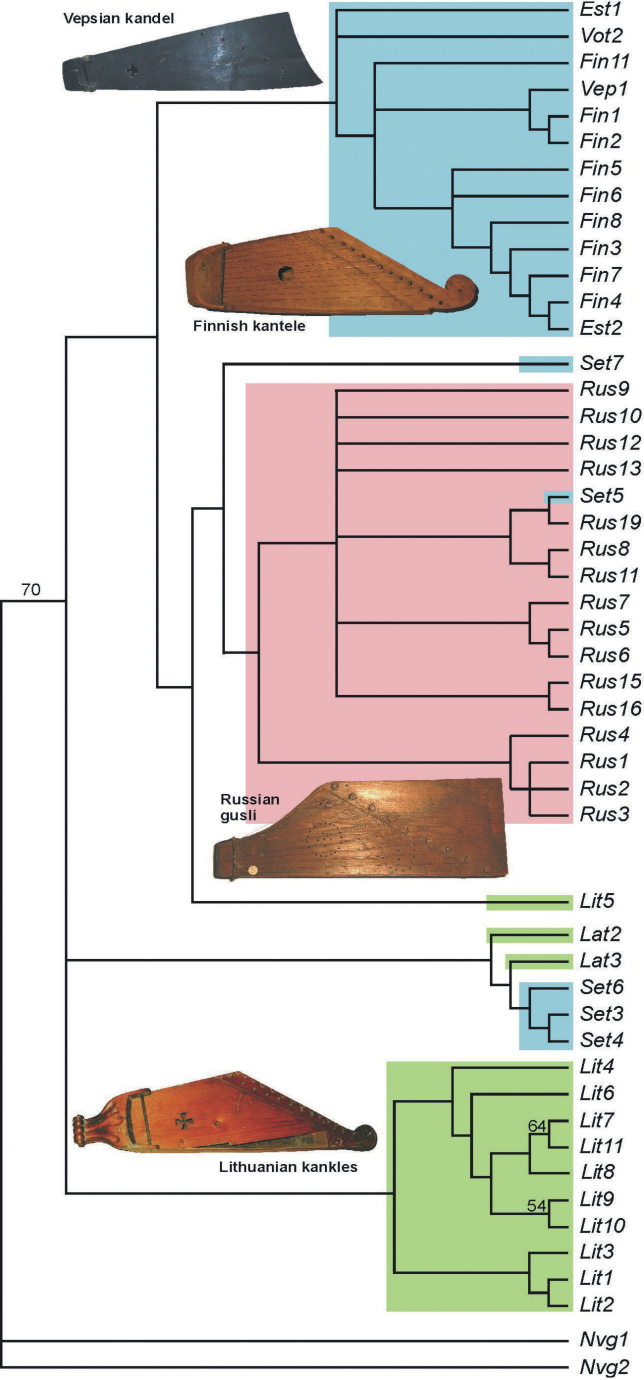 Vepsian kandel
Est1
Vot2
Fin11
Vep1
Fin1
Fin2
Fin5
Fin6
Fin8
Fin3
Fin7
Fin4
Est2
Finnish kantele
Set7
Rus9
Rus10
Rus12
Rus13
Set5
Rus19
Rus8
Rus11
70
Rus7
Rus5
Rus6
Rus15
Rus16
Rus4
Rus1
Rus2
Rus3
Russian
gusli
Lit5
Lat2
Lat3
Set6
Set3
Set4
Lit4
Lit6
64
Lit7
Lit11
Lit8
Lithuanian kankles
54
Lit9
Lit10
Lit3
Lit1
Lit2
Nvg1
Nvg2